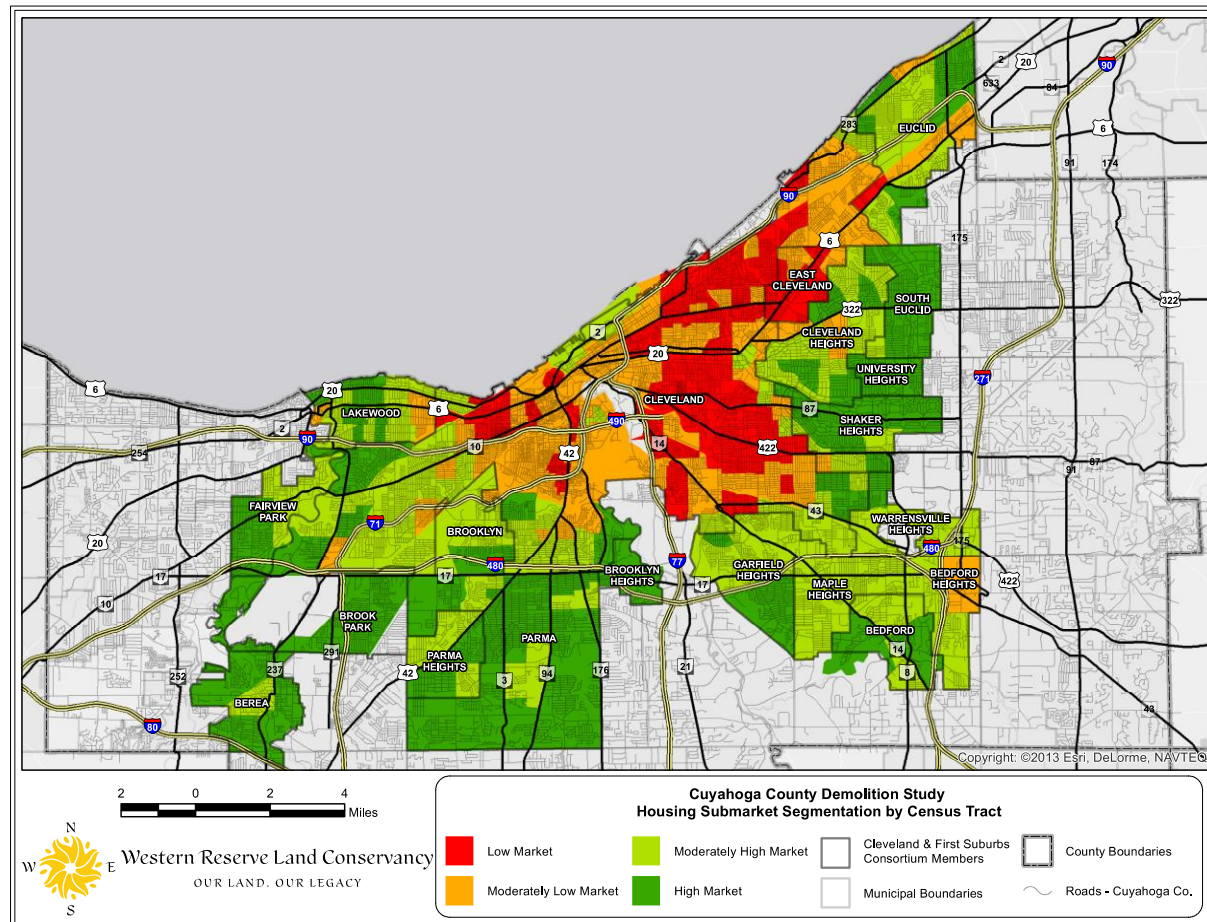 2
20
90
633
84
283
EUCLID
6
91
174
90
175
6
EAST
CLEVELAND
SOUTH
EUCLID
322
322
2
CLEVELAND
HEIGHTS
20
6
20
UNIVERSITY
HEIGHTS
271
LAKEWOOD
6
CLEVELAND
87
SHAKER
HEIGHTS
2
490
90
10
14
422
254
42
91
87
FAIRVIEW
PARK
43
71
BROOKLYN
WARRENSVILLE
HEIGHTS
20
480
175
480
77
GARFIELD
HEIGHTS
17
17
BROOKLYN
HEIGHTS
17
MAPLE
HEIGHTS
BEDFORD
HEIGHTS
422
10
BROOK
PARK
BEDFORD
PARMA
14
291
PARMA
HEIGHTS
252
237
42
3
94
176
21
8
BEREA
43
80
Copyright: ©2013 Esri, DeLorme, NAVTEQ
2 0 2 4
Miles
N
W E
S
Western Reserve Land Conservancy
OUR LAND. OUR LEGACY
Cuyahoga County Demolition Study
Housing Submarket Segmentation by Census Tract
Low Market
Moderately High Market
Cleveland & First Suburbs
Consortium Members
County Boundaries
Moderately Low Market
High Market
Municipal Boundaries
Roads - Cuyahoga Co.